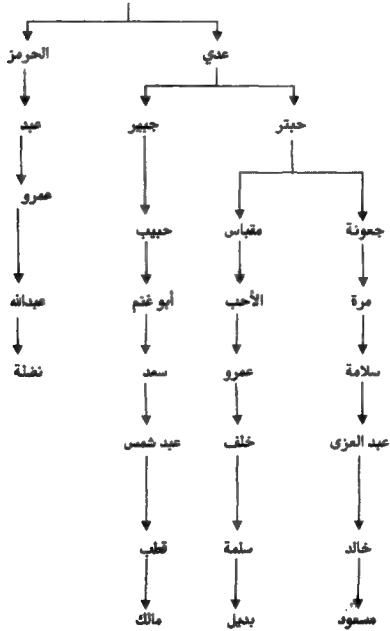 عدي الحرمز
حبتر جبير عبد
عمرو
جعونة مقباس حبيب
مرة الأحب أبو غنم عبدالله
سلامة عمرو سعد نضلة
عبد العزى خلف عبد شمس
خالد سلمة قطب
مسعود بديل مالك